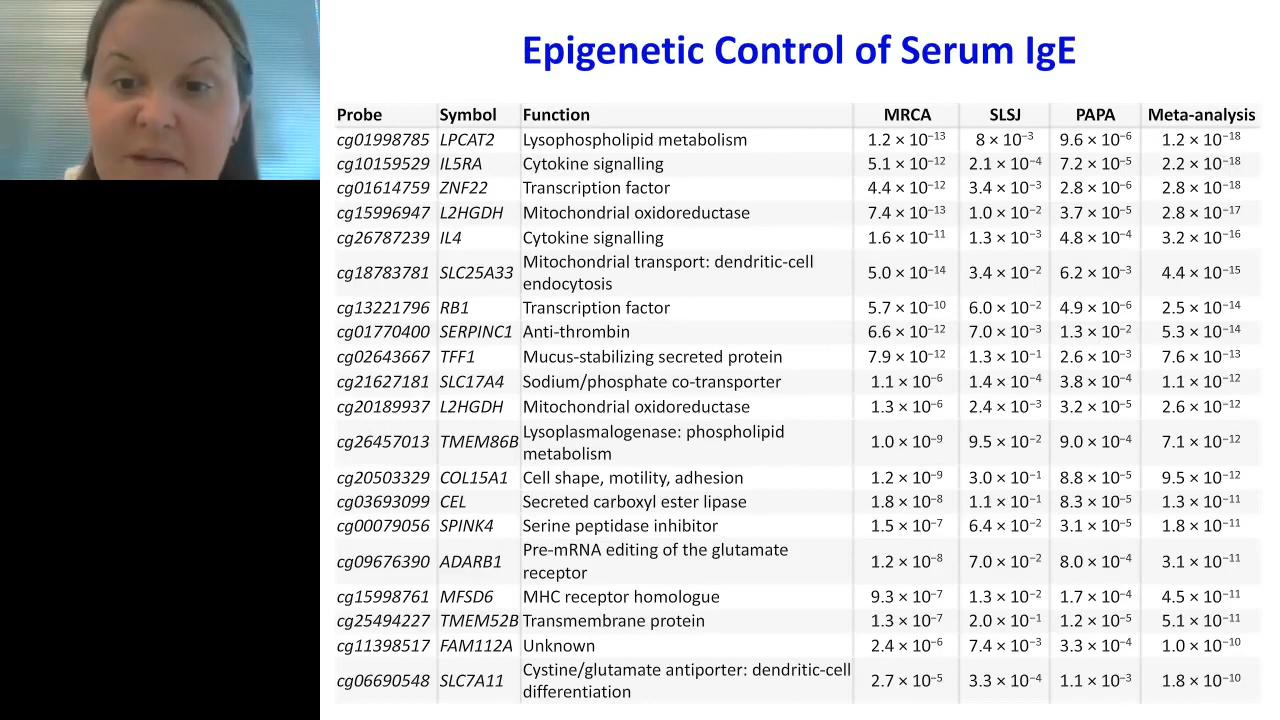 Epigenetic Control of Serum IgE
Probe Symbol Function MRCA SLSJ PAPA Meta-analysis
cg01998785 LPCAT2 Lysophospholipid metabolism 1.2 × 10⁻¹³ 8 × 10⁻³ 9.6 × 10⁻⁶ 1.2 × 10⁻¹⁸
cg10159529 IL5RA Cytokine signalling 5.1 × 10⁻¹² 2.1 × 10⁻⁴ 7.2 × 10⁻⁵ 2.2 × 10⁻¹⁸
cg01614759 ZNF22 Transcription factor 4.4 × 10⁻¹² 3.4 × 10⁻³ 2.8 × 10⁻⁶ 2.8 × 10⁻¹⁸
cg15996947 L2HGDH Mitochondrial oxidoreductase 7.4 × 10⁻¹³ 1.0 × 10⁻² 3.7 × 10⁻⁵ 2.8 × 10⁻¹⁷
cg26787239 IL4 Cytokine signalling 1.6 × 10⁻¹¹ 1.3 × 10⁻³ 4.8 × 10⁻⁴ 3.2 × 10⁻¹⁶
cg18783781 SLC25A33 Mitochondrial transport: dendritic-cell
endocytosis 5.0 × 10⁻¹⁴ 3.4 × 10⁻² 6.2 × 10⁻³ 4.4 × 10⁻¹⁵
cg13221796 RB1 Transcription factor 5.7 × 10⁻¹⁰ 6.0 × 10⁻² 4.9 × 10⁻⁶ 2.5 × 10⁻¹⁴
cg01770400 SERPINC1 Anti-thrombin 6.6 × 10⁻¹² 7.0 × 10⁻³ 1.3 × 10⁻² 5.3 × 10⁻¹⁴
cg02643667 TFF1 Mucus-stabilizing secreted protein 7.9 × 10⁻¹² 1.3 × 10⁻¹ 2.6 × 10⁻³ 7.6 × 10⁻¹³
cg21627181 SLC17A4 Sodium/phosphate co-transporter 1.1 × 10⁻⁶ 1.4 × 10⁻⁴ 3.8 × 10⁻⁴ 1.1 × 10⁻¹²
cg20189937 L2HGDH Mitochondrial oxidoreductase 1.3 × 10⁻⁶ 2.4 × 10⁻³ 3.2 × 10⁻⁵ 2.6 × 10⁻¹²
cg26457013 TMEM86B Lysoplasmalogenase: phospholipid
metabolism 1.0 × 10⁻⁹ 9.5 × 10⁻² 9.0 × 10⁻⁴ 7.1 × 10⁻¹²
cg20503329 COL15A1 Cell shape, motility, adhesion 1.2 × 10⁻⁹ 3.0 × 10⁻¹ 8.8 × 10⁻⁵ 9.5 × 10⁻¹²
cg03693099 CEL Secreted carboxyl ester lipase 1.8 × 10⁻⁸ 1.1 × 10⁻¹ 8.3 × 10⁻⁵ 1.3 × 10⁻¹¹
cg00079056 SPINK4 Serine peptidase inhibitor 1.5 × 10⁻⁷ 6.4 × 10⁻² 3.1 × 10⁻⁵ 1.8 × 10⁻¹¹
cg09676390 ADARB1 Pre-mRNA editing of the glutamate
receptor 1.2 × 10⁻⁸ 7.0 × 10⁻² 8.0 × 10⁻⁴ 3.1 × 10⁻¹¹
cg15998761 MFSD6 MHC receptor homologue 9.3 × 10⁻⁷ 1.3 × 10⁻² 1.7 × 10⁻⁴ 4.5 × 10⁻¹¹
cg25494227 TMEM52B Transmembrane protein 1.3 × 10⁻⁷ 2.0 × 10⁻¹ 1.2 × 10⁻⁵ 5.1 × 10⁻¹¹
cg11398517 FAM112A Unknown 2.4 × 10⁻⁶ 7.4 × 10⁻³ 3.3 × 10⁻⁴ 1.0 × 10⁻¹⁰
cg06690548 SLC7A11 Cystine/glutamate antiporter: dendritic-cell
differentiation 2.7 × 10⁻⁵ 3.3 × 10⁻⁴ 1.1 × 10⁻³ 1.8 × 10⁻¹⁰